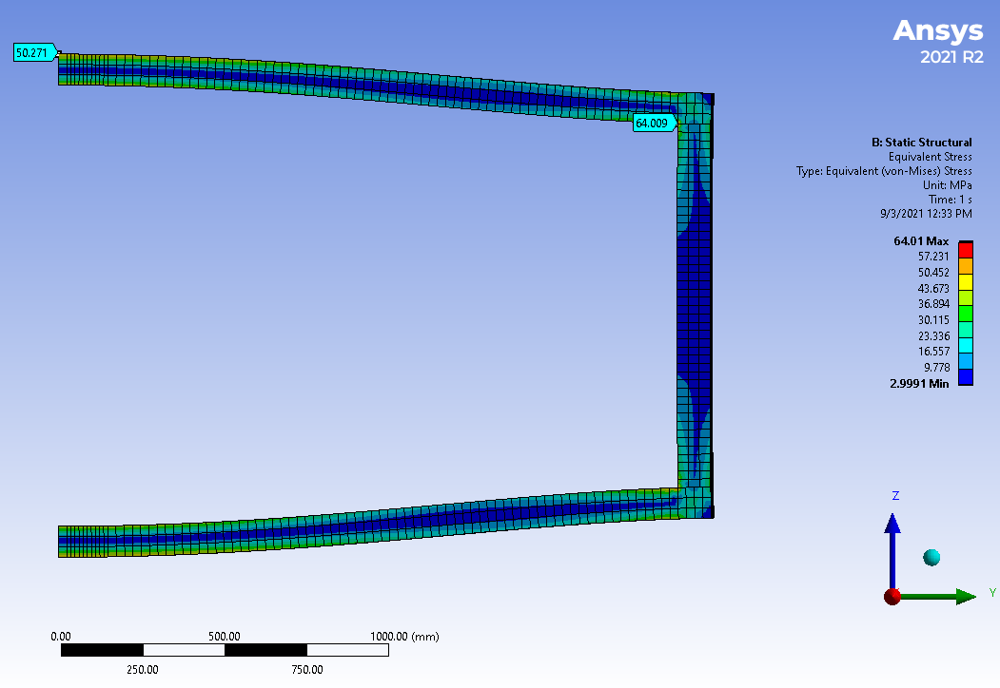 Ansys
2021 R2
50.271
64.009
B: Static Structural
Equivalent Stress
Type: Equivalent (von-Mises) Stress
Unit: MPa
Time: 1 s
9/3/2021 12:33 PM
64.01 Max
57.231
50.452
43.673
36.894
30.115
23.336
16.557
9.778
2.9991 Min
Z
Y
0.00 500.00 1000.00 (mm)
250.00 750.00